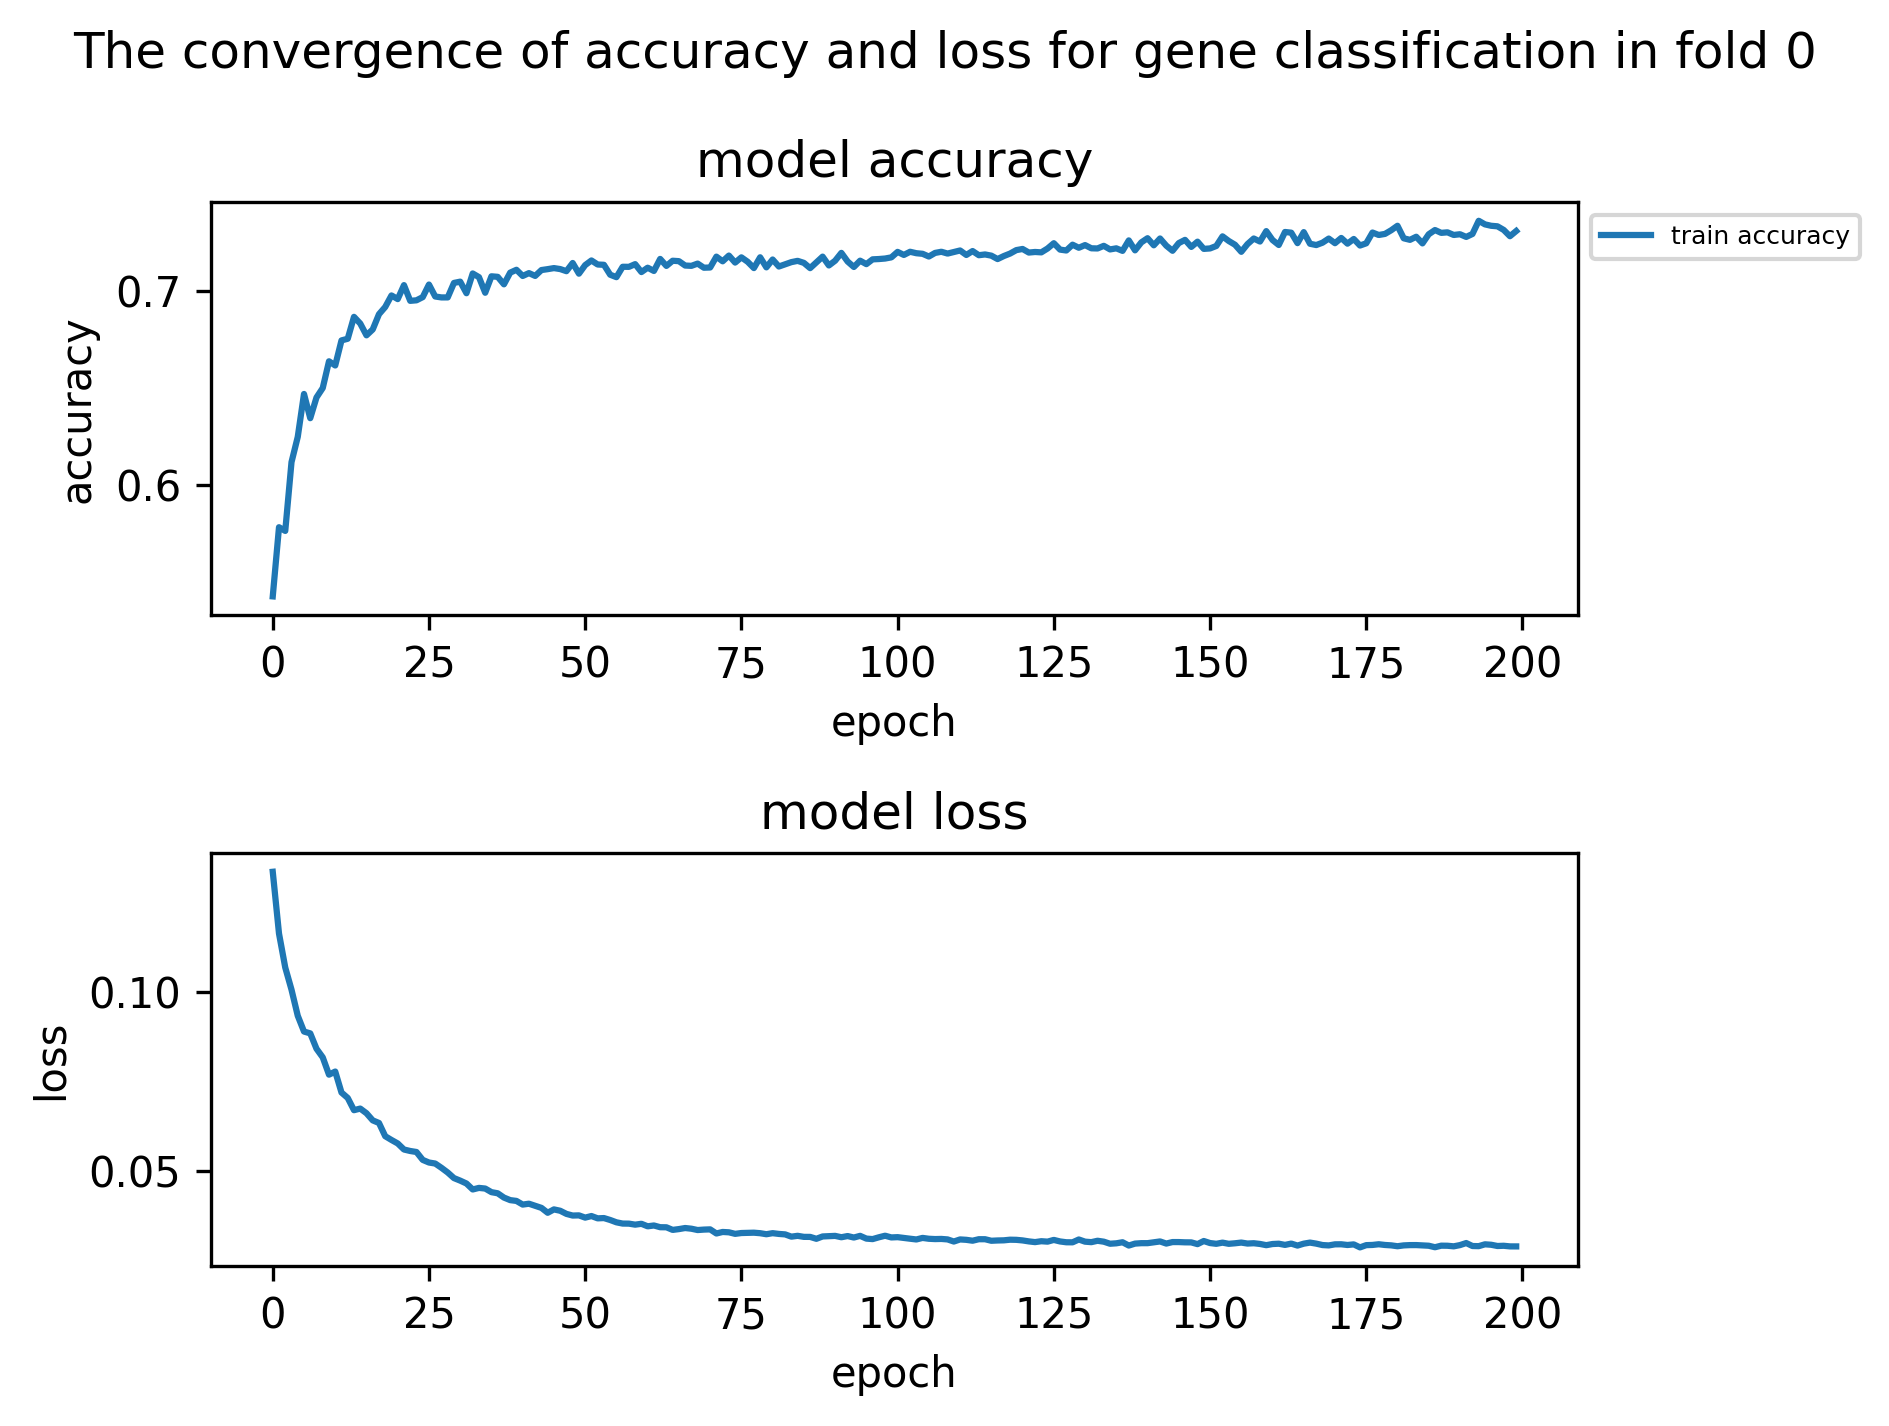 The convergence of accuracy and loss for gene classification in fold 0
model accuracy
train accuracy
accuracy
0.7
0.6
0 25 50 75 100 125 150 175 200
epoch
model loss
loss
0.10
0.05
0 25 50 75 100 125 150 175 200
epoch